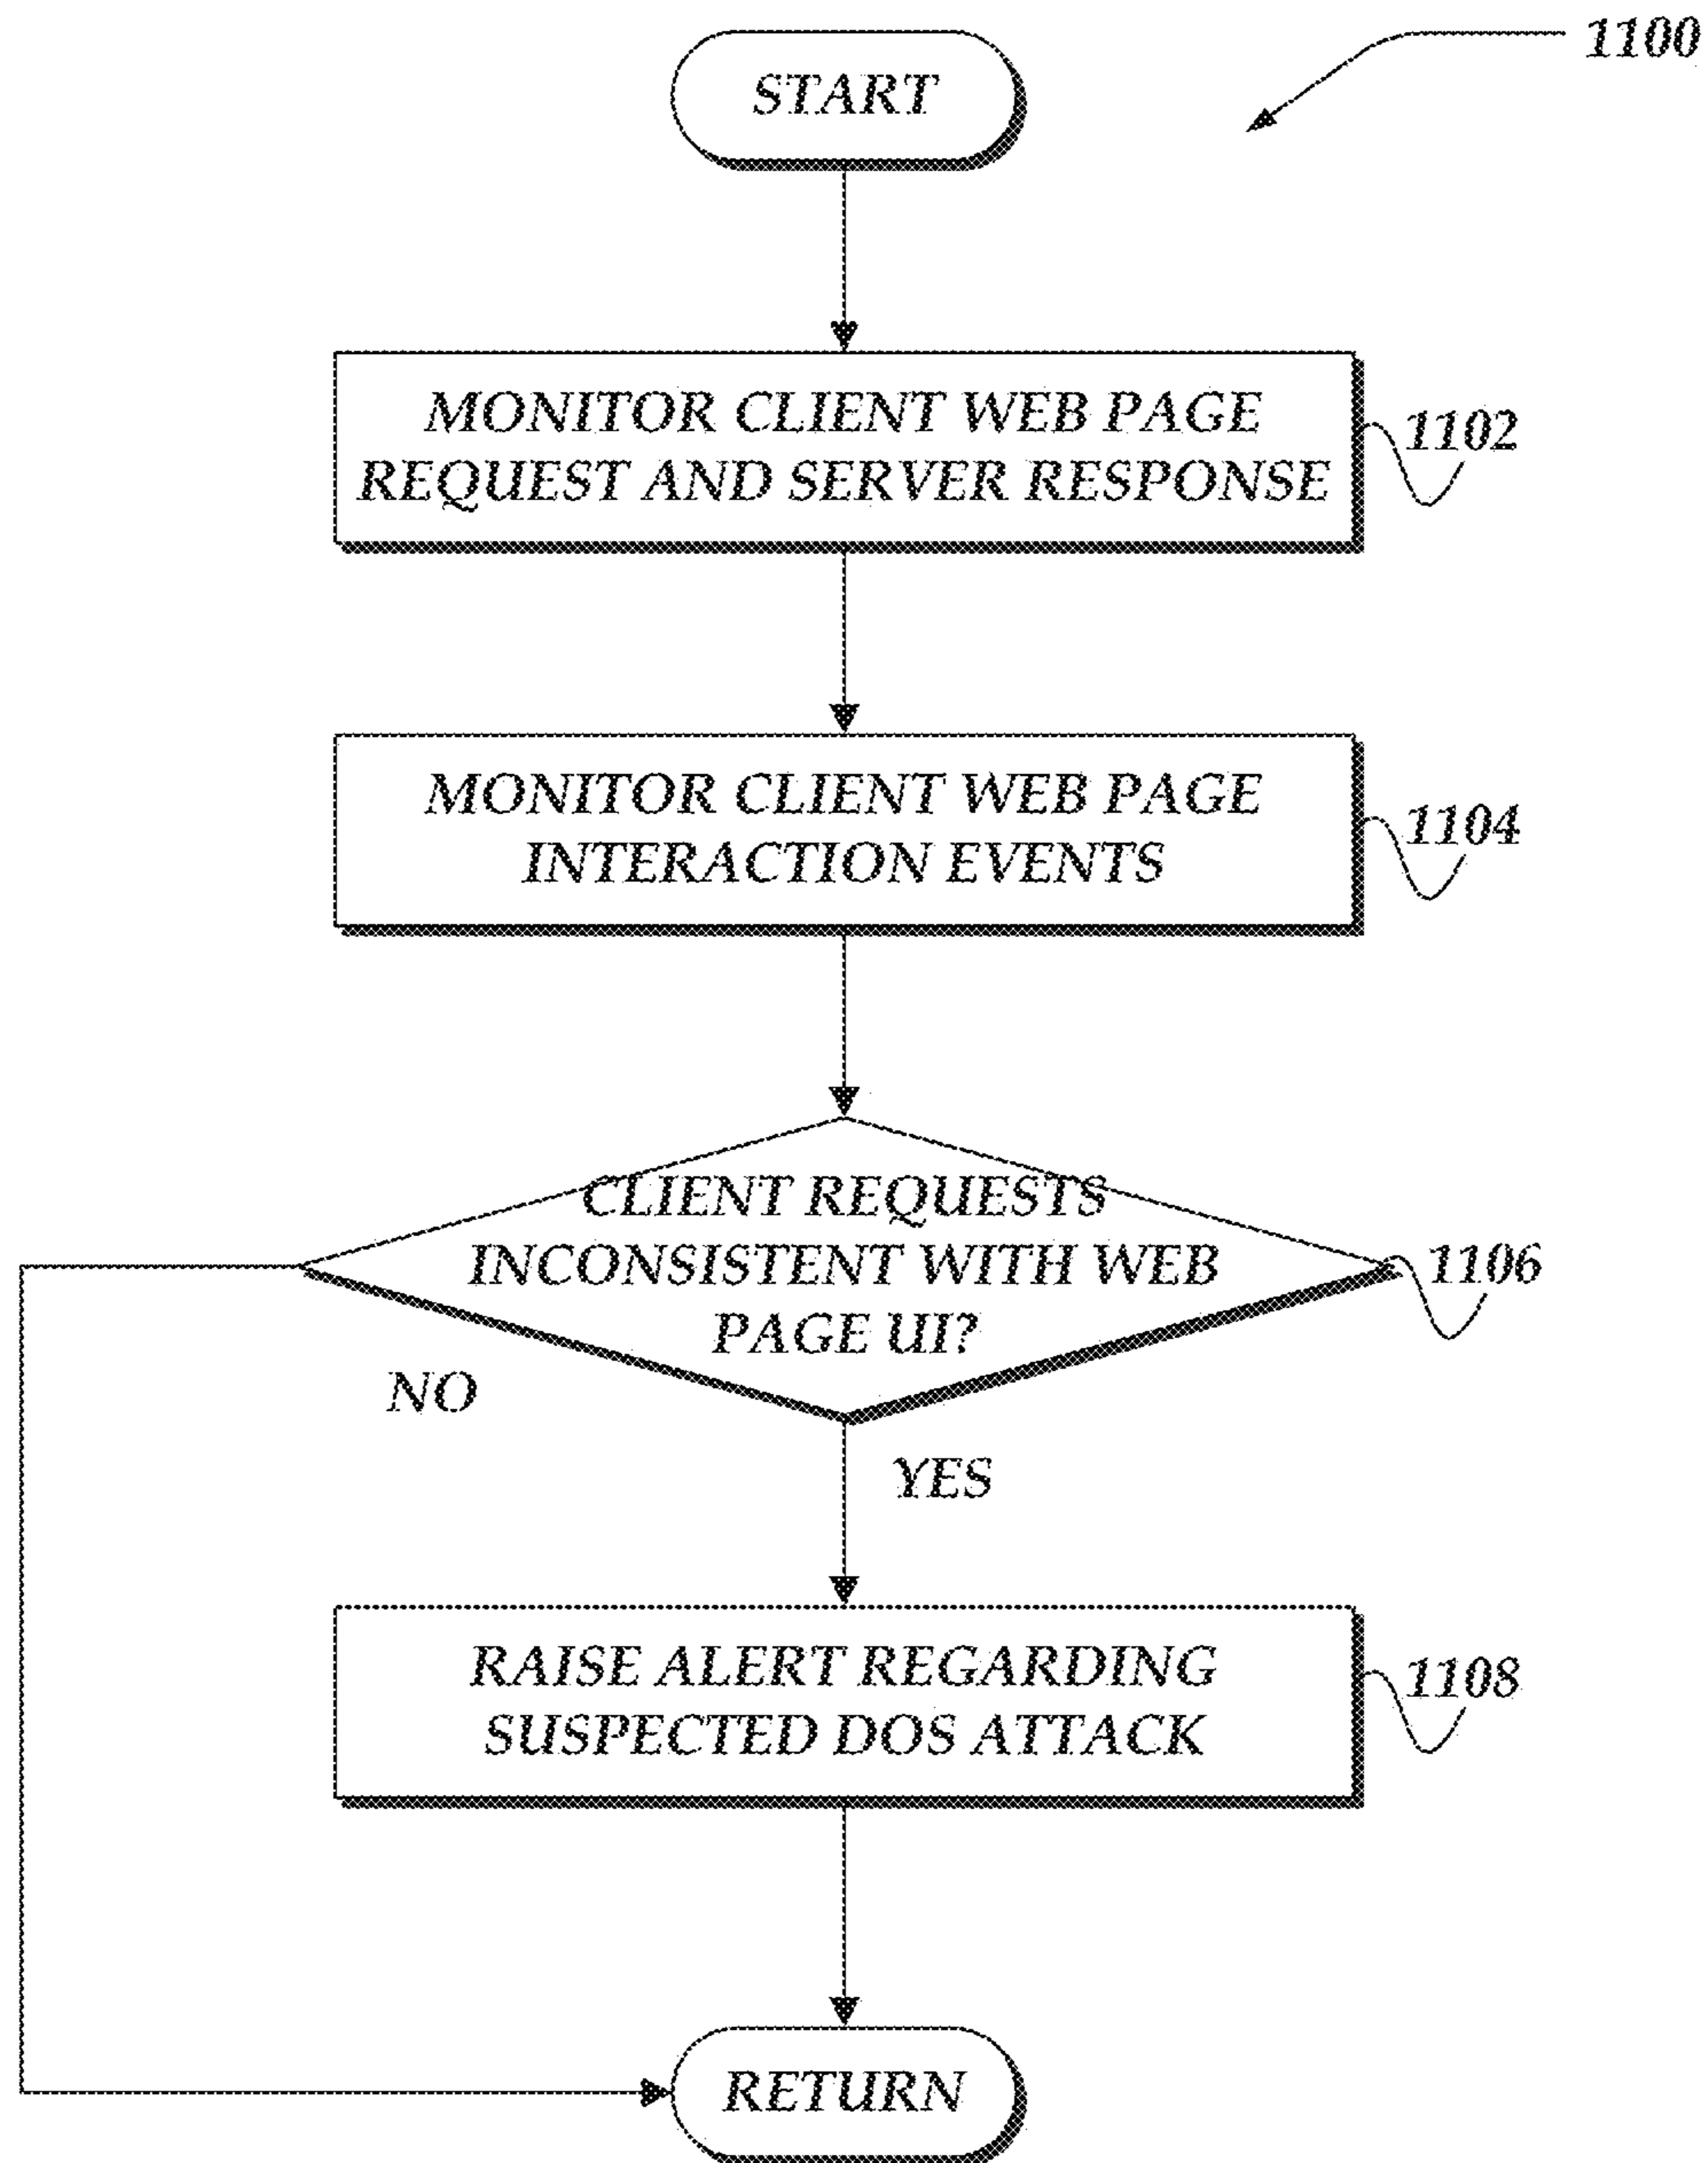 1100
START
MONITOR CLIENT WEB PAGE
REQUEST AND SERVER RESPONSE
1102
MONITOR CLIENT WEB PAGE
INTERACTION EVENTS
1104
CLIENT REQUESTS
INCONSISTENT WITH WEB
PAGE UI?
1106
NO
YES
RAISE ALERT REGARDING
SUSPECTED DOS ATTACK
1108
RETURN